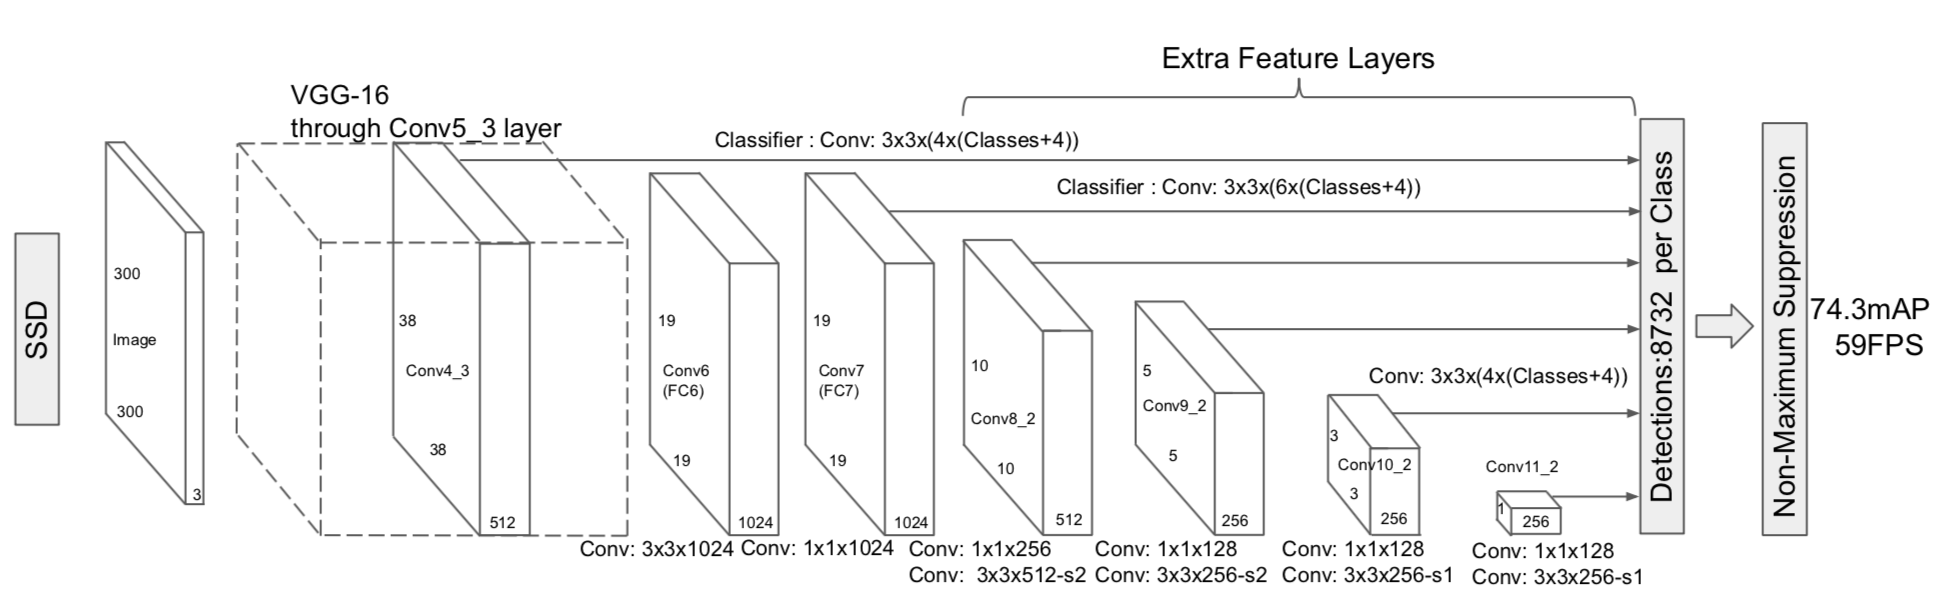 Extra Feature Layers
VGG-16
through Conv5_3 layer
Classifier : Conv: 3x3x(4x(Classes+4))
Classifier : Conv: 3x3x(6x(Classes+4))
SSD
300
Image
300
3
38
Conv4_3
38
512
19
Conv6
(FC6)
19
1024
19
Conv7
(FC7)
19
1024
10
Conv8_2
10
512
5
Conv9_2
5
256
Conv: 3x3x(4x(Classes+4))
3
Conv10_2
3
256
Conv11_2
1
256
Detections:8732 per Class
Non-Maximum Suppression
74.3mAP
59FPS
Conv: 3x3x1024
Conv: 1x1x1024
Conv: 1x1x256
Conv: 3x3x512-s2
Conv: 1x1x128
Conv: 3x3x256-s2
Conv: 1x1x128
Conv: 3x3x256-s1
Conv: 1x1x128
Conv: 3x3x256-s1